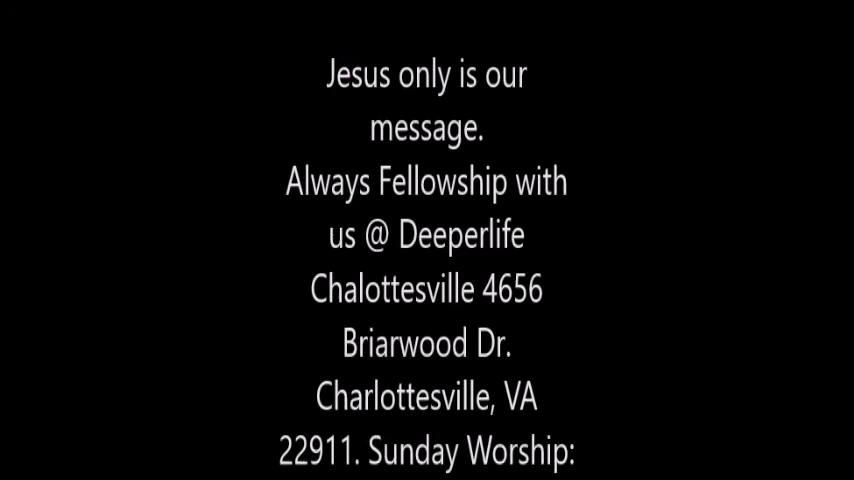 Jesus only is our
message.
Always Fellowship with
us @ Deeperlife
Chalottesville 4656
Briarwood Dr.
Charlottesville, VA
22911. Sunday Worship: